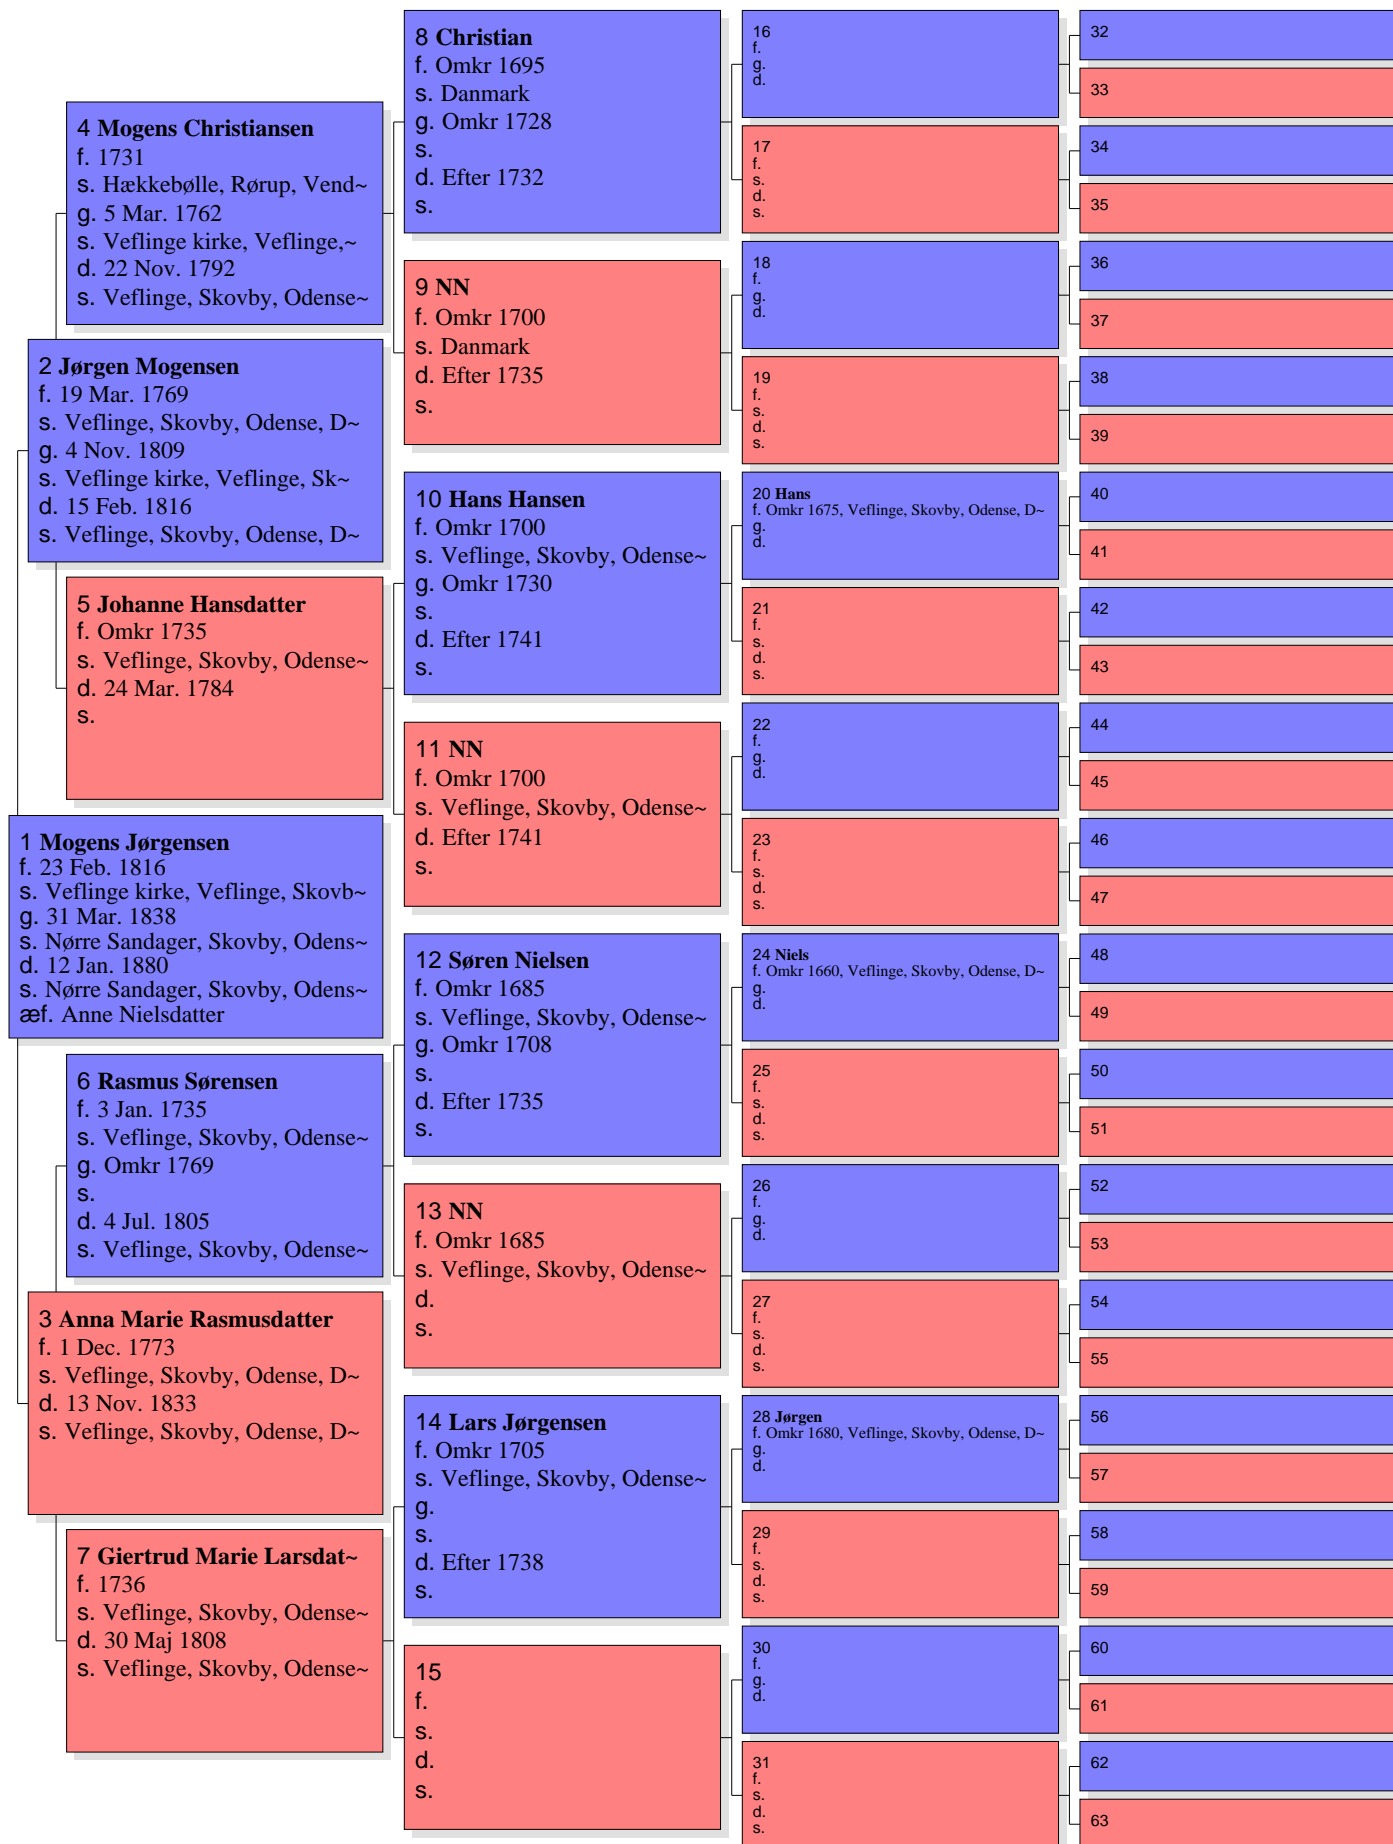 8 Christian
f. Omkr 1695
s. Danmark
g. Omkr 1728
s.
d. Efter 1732
s.
4 Mogens Christiansen
f. 1731
s. Hækkebølle, Rørup, Vend~
g. 5 Mar. 1762
s. Veflinge kirke, Veflinge,~
d. 22 Nov. 1792
s. Veflinge, Skovby, Odense~
9 NN
f. Omkr 1700
s. Danmark
d. Efter 1735
s.
2 Jørgen Mogensen
f. 19 Mar. 1769
s. Veflinge, Skovby, Odense, D~
g. 4 Nov. 1809
s. Veflinge kirke, Veflinge, Sk~
d. 15 Feb. 1816
s. Veflinge, Skovby, Odense, D~
10 Hans Hansen
f. Omkr 1700
s. Veflinge, Skovby, Odense~
g. Omkr 1730
s.
d. Efter 1741
s.
5 Johanne Hansdatter
f. Omkr 1735
s. Veflinge, Skovby, Odense~
d. 24 Mar. 1784
s.
11 NN
f. Omkr 1700
s. Veflinge, Skovby, Odense~
d. Efter 1741
s.
1 Mogens Jørgensen
f. 23 Feb. 1816
s. Veflinge kirke, Veflinge, Skovb~
g. 31 Mar. 1838
s. Nørre Sandager, Skovby, Odens~
d. 12 Jan. 1880
s. Nørre Sandager, Skovby, Odens~
æf. Anne Nielsdatter
12 Søren Nielsen
f. Omkr 1685
s. Veflinge, Skovby, Odense~
g. Omkr 1708
s.
d. Efter 1735
s.
6 Rasmus Sørensen
f. 3 Jan. 1735
s. Veflinge, Skovby, Odense~
g. Omkr 1769
s.
d. 4 Jul. 1805
s. Veflinge, Skovby, Odense~
13 NN
f. Omkr 1685
s. Veflinge, Skovby, Odense~
d.
s.
3 Anna Marie Rasmusdatter
f. 1 Dec. 1773
s. Veflinge, Skovby, Odense, D~
d. 13 Nov. 1833
s. Veflinge, Skovby, Odense, D~
14 Lars Jørgensen
f. Omkr 1705
s. Veflinge, Skovby, Odense~
g.
s.
d. Efter 1738
s.
7 Giertrud Marie Larsdat~
f. 1736
s. Veflinge, Skovby, Odense~
d. 30 Maj 1808
s. Veflinge, Skovby, Odense~
15
f.
s.
d.
s.
16
f.
g.
d.
17
f.
s.
d.
s.
18
f.
g.
d.
19
f.
s.
d.
s.
20 Hans
f. Omkr 1675, Veflinge, Skovby, Odense, D~
g.
d.
21
f.
s.
d.
s.
22
f.
g.
d.
23
f.
s.
d.
s.
24 Niels
f. Omkr 1660, Veflinge, Skovby, Odense, D~
g.
d.
25
f.
s.
d.
s.
26
f.
g.
d.
27
f.
s.
d.
s.
28 Jørgen
f. Omkr 1680, Veflinge, Skovby, Odense, D~
g.
d.
29
f.
s.
d.
s.
30
f.
g.
d.
31
f.
s.
d.
s.
32
33
34
35
36
37
38
39
40
41
42
43
44
45
46
47
48
49
50
51
52
53
54
55
56
57
58
59
60
61
62
63